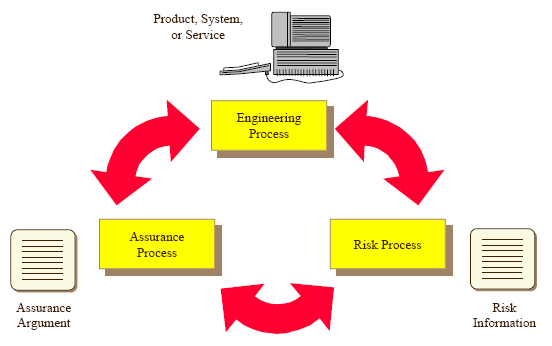 Product, System,
or Service
Engineering
Process
Assurance
Process
Risk Process
Assurance
Argument
Risk
Information